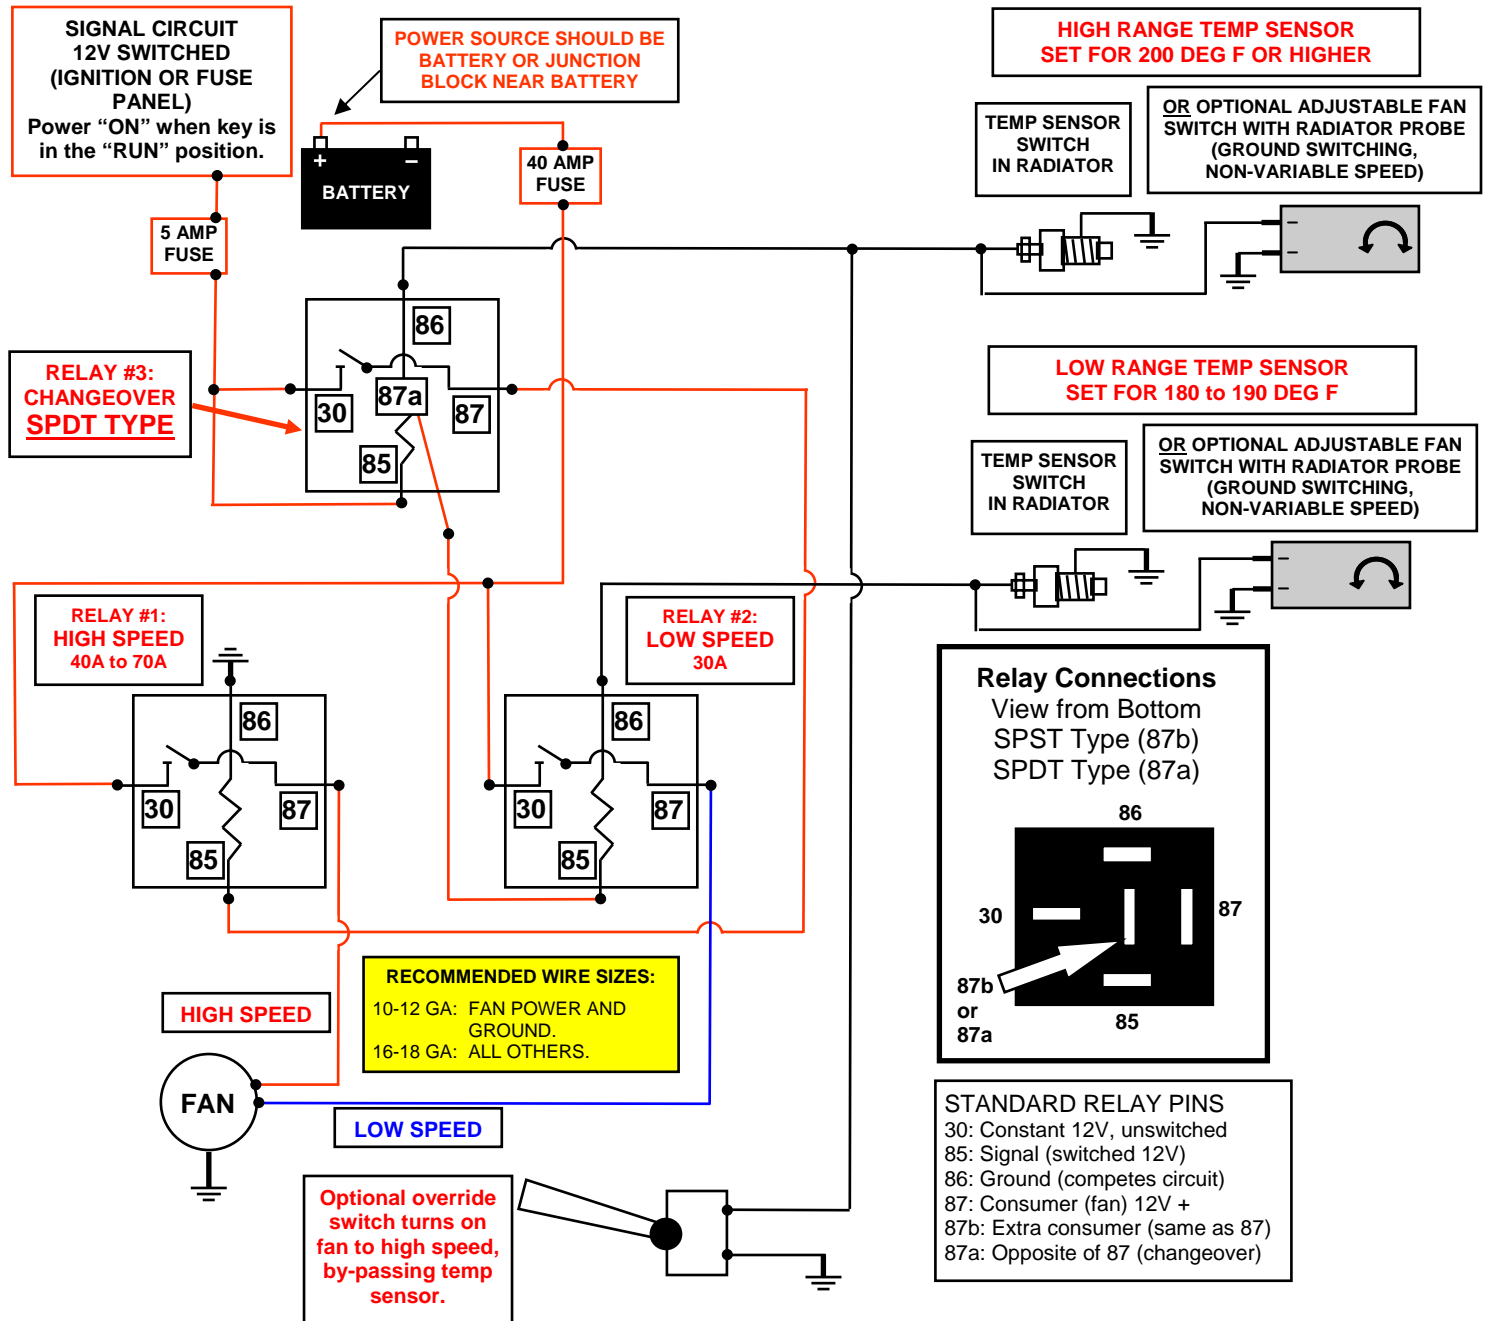 SIGNAL CIRCUIT
12V SWITCHED
(IGNITION OR FUSE
PANEL)
Power “ON” when key is
in the “RUN” position.
POWER SOURCE SHOULD BE
BATTERY OR JUNCTION
BLOCK NEAR BATTERY
HIGH RANGE TEMP SENSOR
SET FOR 200 DEG F OR HIGHER
TEMP SENSOR
SWITCH
IN RADIATOR
OR OPTIONAL ADJUSTABLE FAN
SWITCH WITH RADIATOR PROBE
(GROUND SWITCHING,
NON-VARIABLE SPEED)
+
–
BATTERY
40 AMP
FUSE
5 AMP
FUSE
–
–
86
30
87a
87
85
RELAY #3:
CHANGEOVER
SPDT TYPE
LOW RANGE TEMP SENSOR
SET FOR 180 to 190 DEG F
TEMP SENSOR
SWITCH
IN RADIATOR
OR OPTIONAL ADJUSTABLE FAN
SWITCH WITH RADIATOR PROBE
(GROUND SWITCHING,
NON-VARIABLE SPEED)
–
–
RELAY #1:
HIGH SPEED
40A to 70A
86
30
87
85
RELAY #2:
LOW SPEED
30A
86
30
87
85
Relay Connections
View from Bottom
SPST Type (87b)
SPDT Type (87a)
86
30
87
87b
or
87a
85
HIGH SPEED
RECOMMENDED WIRE SIZES:
10-12 GA: FAN POWER AND
GROUND.
16-18 GA: ALL OTHERS.
FAN
LOW SPEED
STANDARD RELAY PINS
30: Constant 12V, unswitched
85: Signal (switched 12V)
86: Ground (competes circuit)
87: Consumer (fan) 12V +
87b: Extra consumer (same as 87)
87a: Opposite of 87 (changeover)
Optional override
switch turns on
fan to high speed,
by-passing temp
sensor.